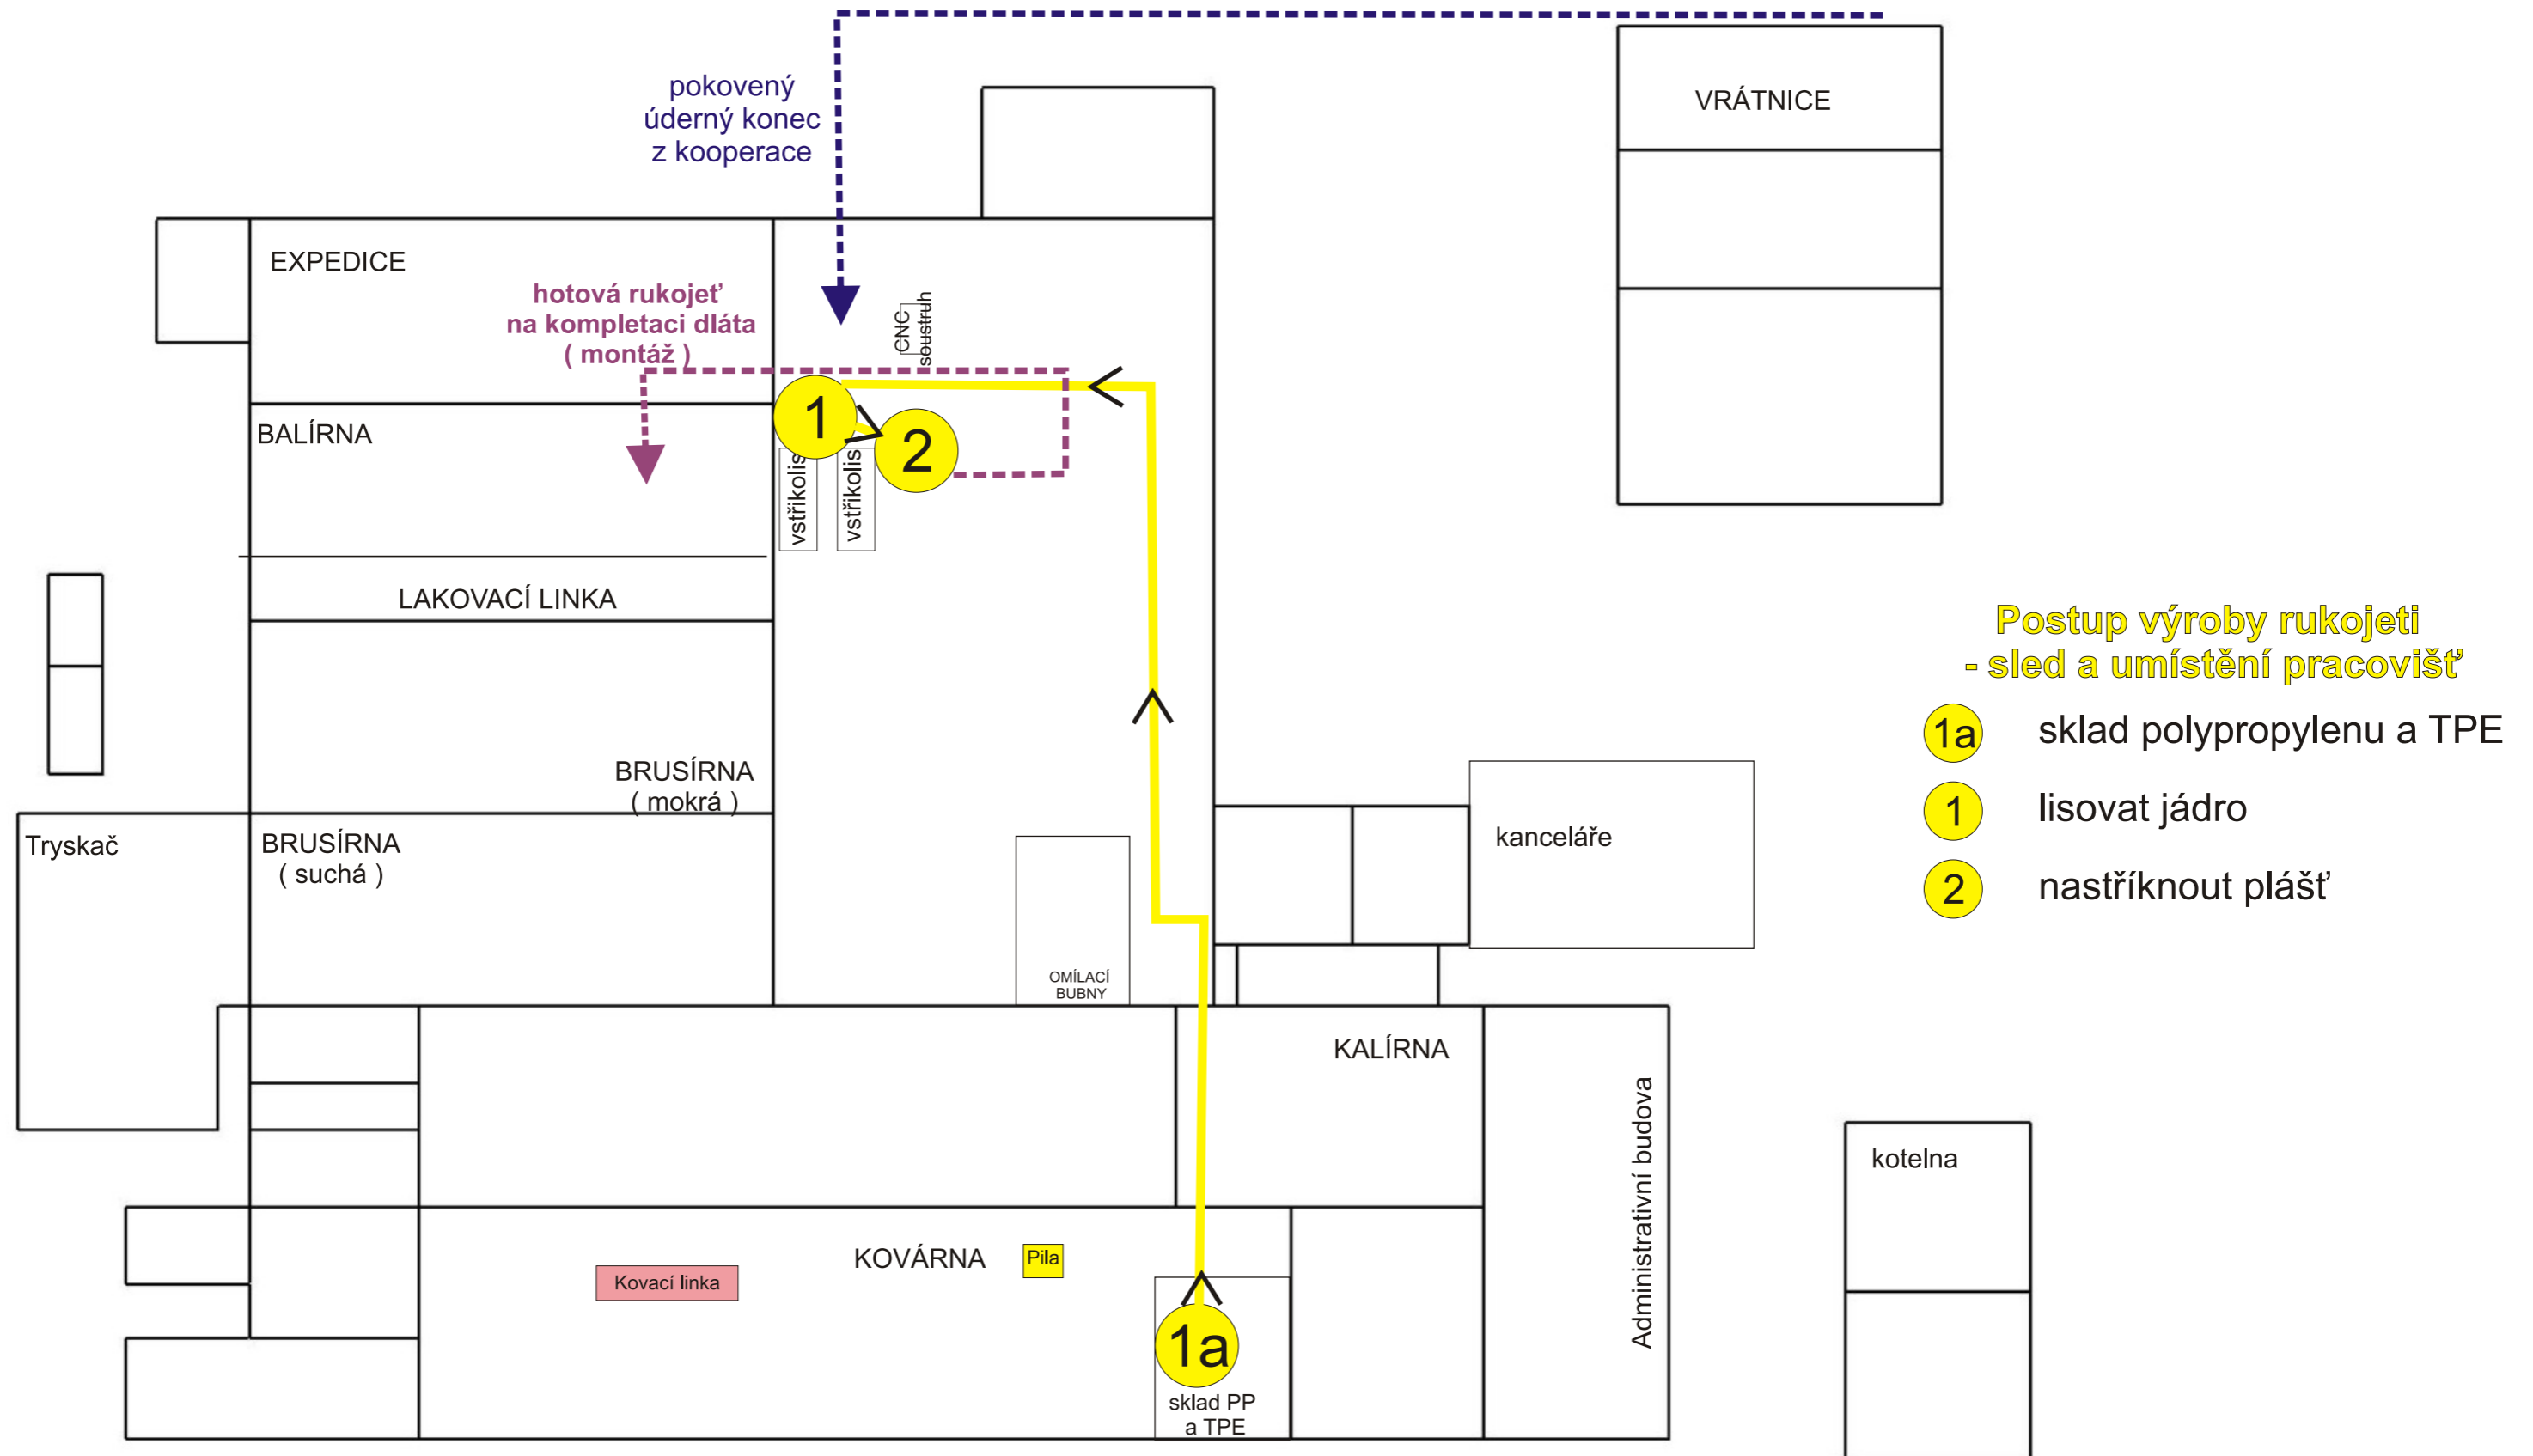 pokovený
úderný konec
z kooperace
VRÁTNICE
EXPEDICE
hotová rukojeť
na kompletaci dláta
( montáž )
CNC
soustruh
BALÍRNA
1
2
vstřikolis
vstřikolis
LAKOVACÍ LINKA
BRUSÍRNA
( mokrá )
Tryskač
BRUSÍRNA
( suchá )
OMÍLACÍ
BUBNY
kanceláře
Postup výroby rukojeti
- sled a umístění pracovišť
1a sklad polypropylenu a TPE
1 lisovat jádro
2 nastříknout plášť
KALÍRNA
Administrativní budova
kotelna
KOVÁRNA
Pila
Kovací linka
1a
sklad PP
a TPE